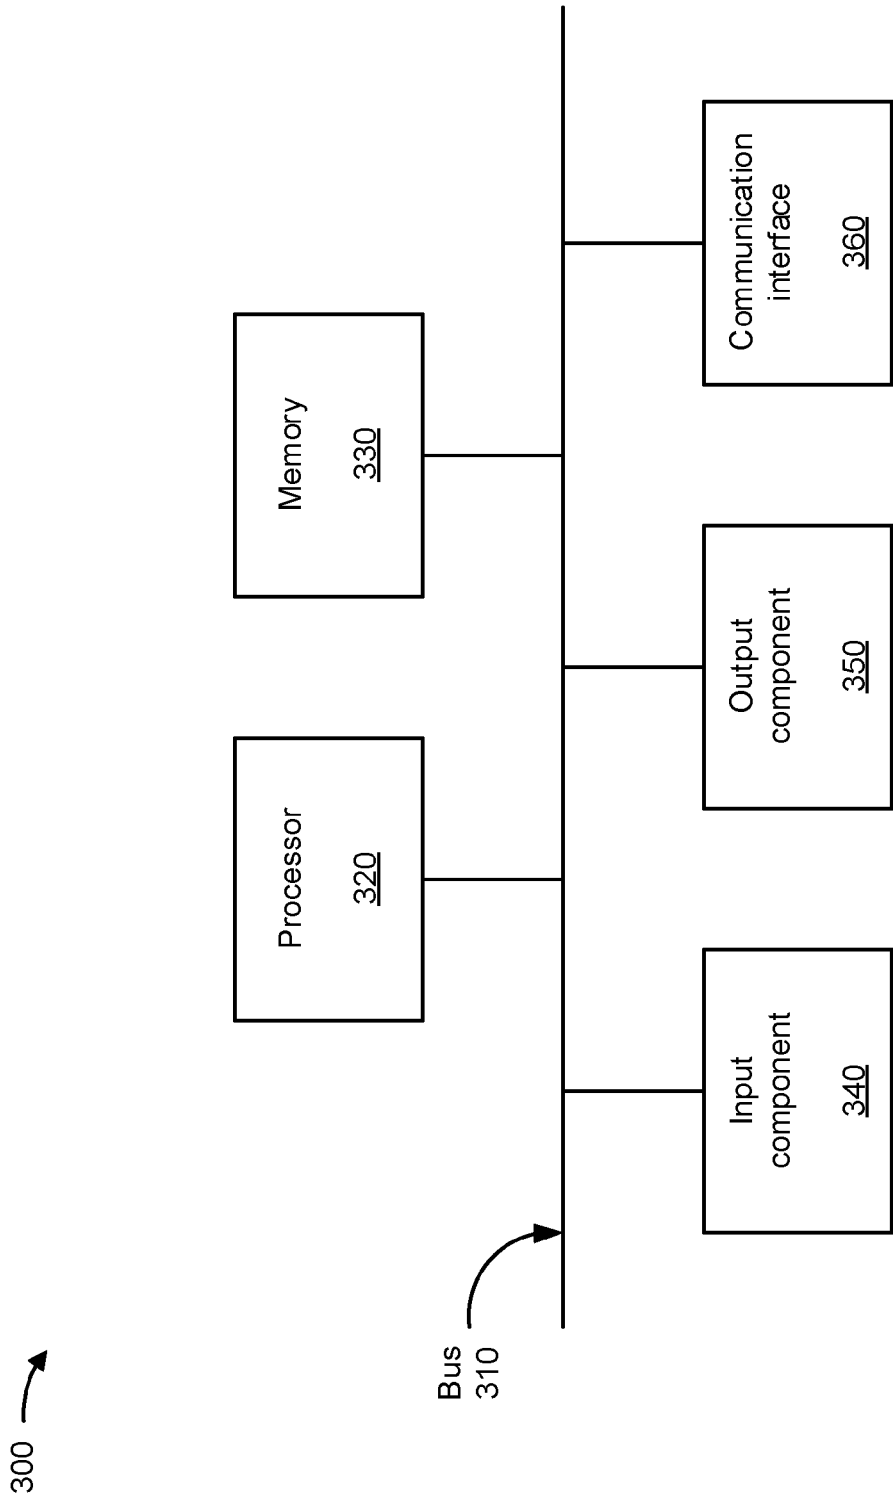 300
Processor
320
Memory
330
Bus
310
Input
component
340
Output
component
350
Communication
interface
360